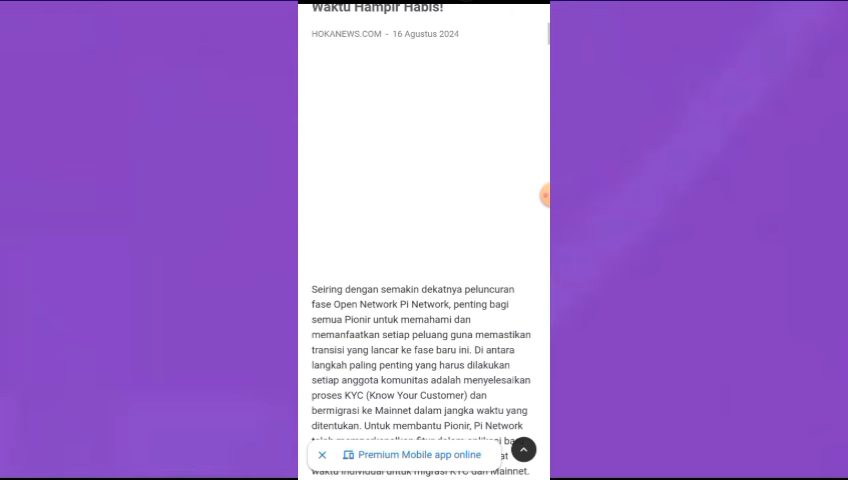 Waktu Hampir Habis!
HOKANEWS.COM - 16 Agustus 2024
Seiring dengan semakin dekatnya peluncuran
fase Open Network Pi Network, penting bagi
semua Pionir untuk memahami dan
memanfaatkan setiap peluang guna memastikan
transisi yang lancar ke fase baru ini. Di antara
langkah paling penting yang harus dilakukan
setiap anggota komunitas adalah menyelesaikan
proses KYC (Know Your Customer) dan
bermigrasi ke Mainnet dalam jangka waktu yang
ditentukan. Untuk membantu Pionir, Pi Network
Premium Mobile app online
waktu individual untuk migrasi KYC dan Mainnet.